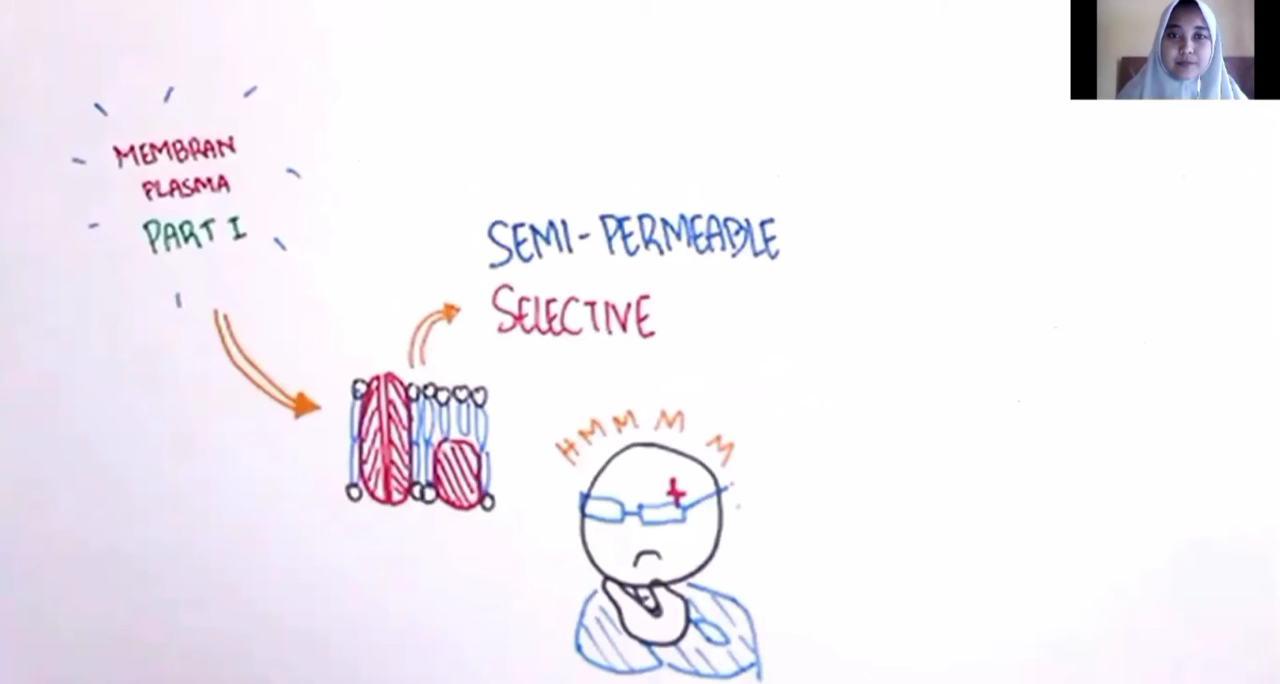 MEMBRAN
PLASMA
PART I
SEMI-PERMEABLE
SELECTIVE
HMMMM